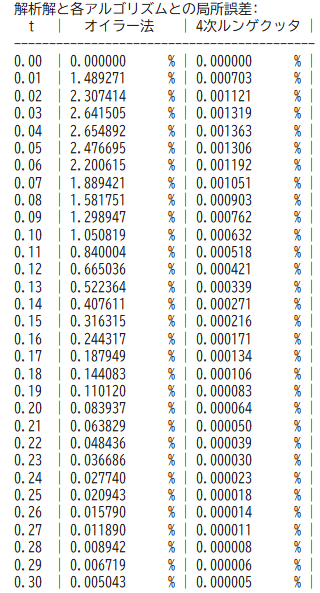 解析解と各アルゴリズムとの局所誤差:
t | オイラー法 | 4次ルンゲクッタ |
--------------------------------------------
0.00 | 0.000000 % | 0.000000 % |
0.01 | 1.489271 % | 0.000703 % |
0.02 | 2.307414 % | 0.001121 % |
0.03 | 2.641505 % | 0.001319 % |
0.04 | 2.654892 % | 0.001363 % |
0.05 | 2.476695 % | 0.001306 % |
0.06 | 2.200615 % | 0.001192 % |
0.07 | 1.889421 % | 0.001051 % |
0.08 | 1.581751 % | 0.000903 % |
0.09 | 1.298947 % | 0.000762 % |
0.10 | 1.050819 % | 0.000632 % |
0.11 | 0.840004 % | 0.000518 % |
0.12 | 0.665036 % | 0.000421 % |
0.13 | 0.522364 % | 0.000339 % |
0.14 | 0.407611 % | 0.000271 % |
0.15 | 0.316315 % | 0.000216 % |
0.16 | 0.244317 % | 0.000171 % |
0.17 | 0.187949 % | 0.000134 % |
0.18 | 0.144083 % | 0.000106 % |
0.19 | 0.110120 % | 0.000083 % |
0.20 | 0.083937 % | 0.000064 % |
0.21 | 0.063829 % | 0.000050 % |
0.22 | 0.048436 % | 0.000039 % |
0.23 | 0.036686 % | 0.000030 % |
0.24 | 0.027740 % | 0.000023 % |
0.25 | 0.020943 % | 0.000018 % |
0.26 | 0.015790 % | 0.000014 % |
0.27 | 0.011890 % | 0.000011 % |
0.28 | 0.008942 % | 0.000008 % |
0.29 | 0.006719 % | 0.000006 % |
0.30 | 0.005043 % | 0.000005 % |